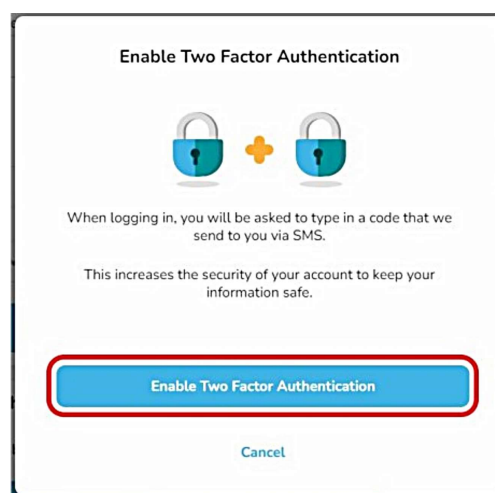 Enable Two Factor Authentication
When logging in, you will be asked to type in a code that we
send to you via SMS.
This increases the security of your account to keep your
information safe.
Enable Two Factor Authentication
Cancel